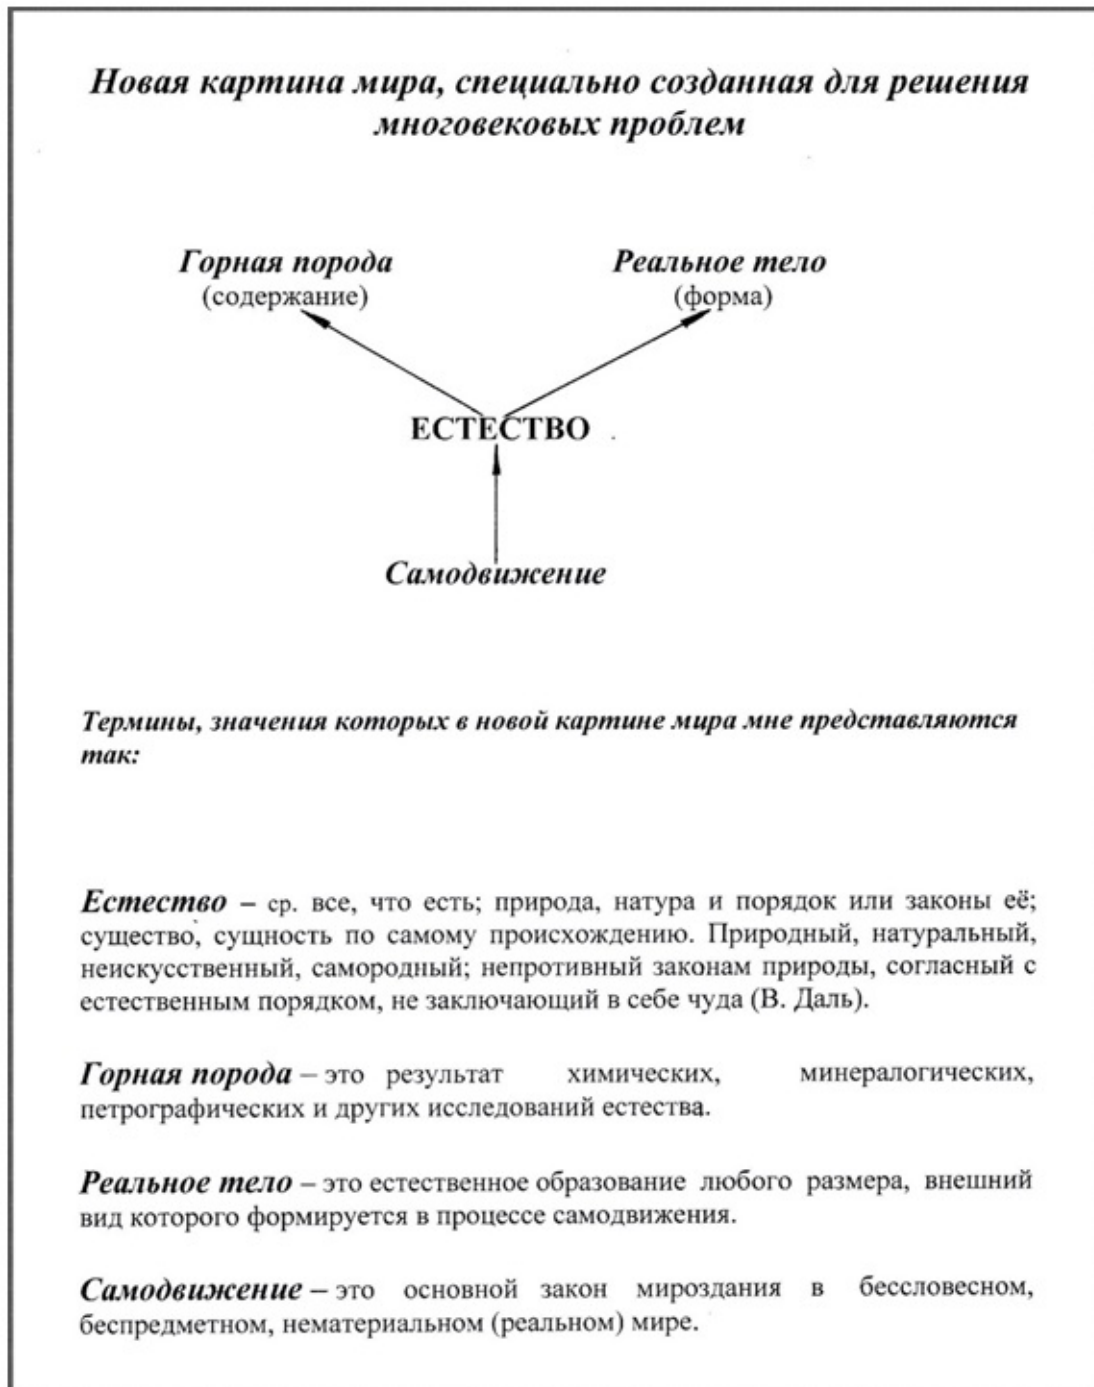 Новая картина мира, специально созданная для решения
многовековых проблем
Горная порода
(содержание)
Реальное тело
(форма)
ЕСТЕСТВО
Самодвижение
Термины, значения которых в новой картине мира мне представляются
так:
Естество – ср. все, что есть; природа, натура и порядок или законы её;
существо, сущность по самому происхождению. Природный, натуральный,
неискусственный, самородный; непротивный законам природы, согласный с
естественным порядком, не заключающий в себе чуда (В. Даль).
Горная порода – это результат химических, минералогических,
петрографических и других исследований естества.
Реальное тело – это естественное образование любого размера, внешний
вид которого формируется в процессе самодвижения.
Самодвижение – это основной закон мироздания в бессловесном,
беспредметном, нематериальном (реальном) мире.